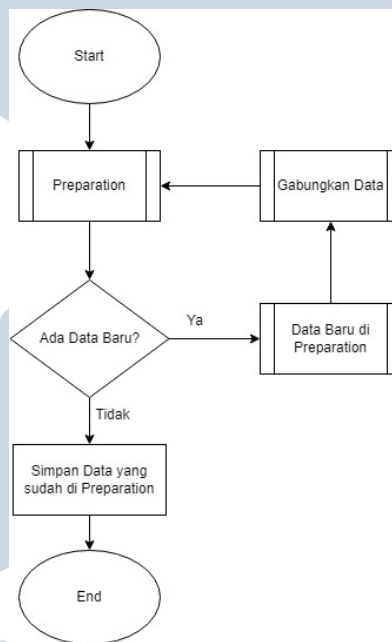 Start
Preparation
Gabungkan Data
Ada Data Baru?
Ya
Data Baru di
Preparation
Tidak
Simpan Data yang
sudah di Preparation
End